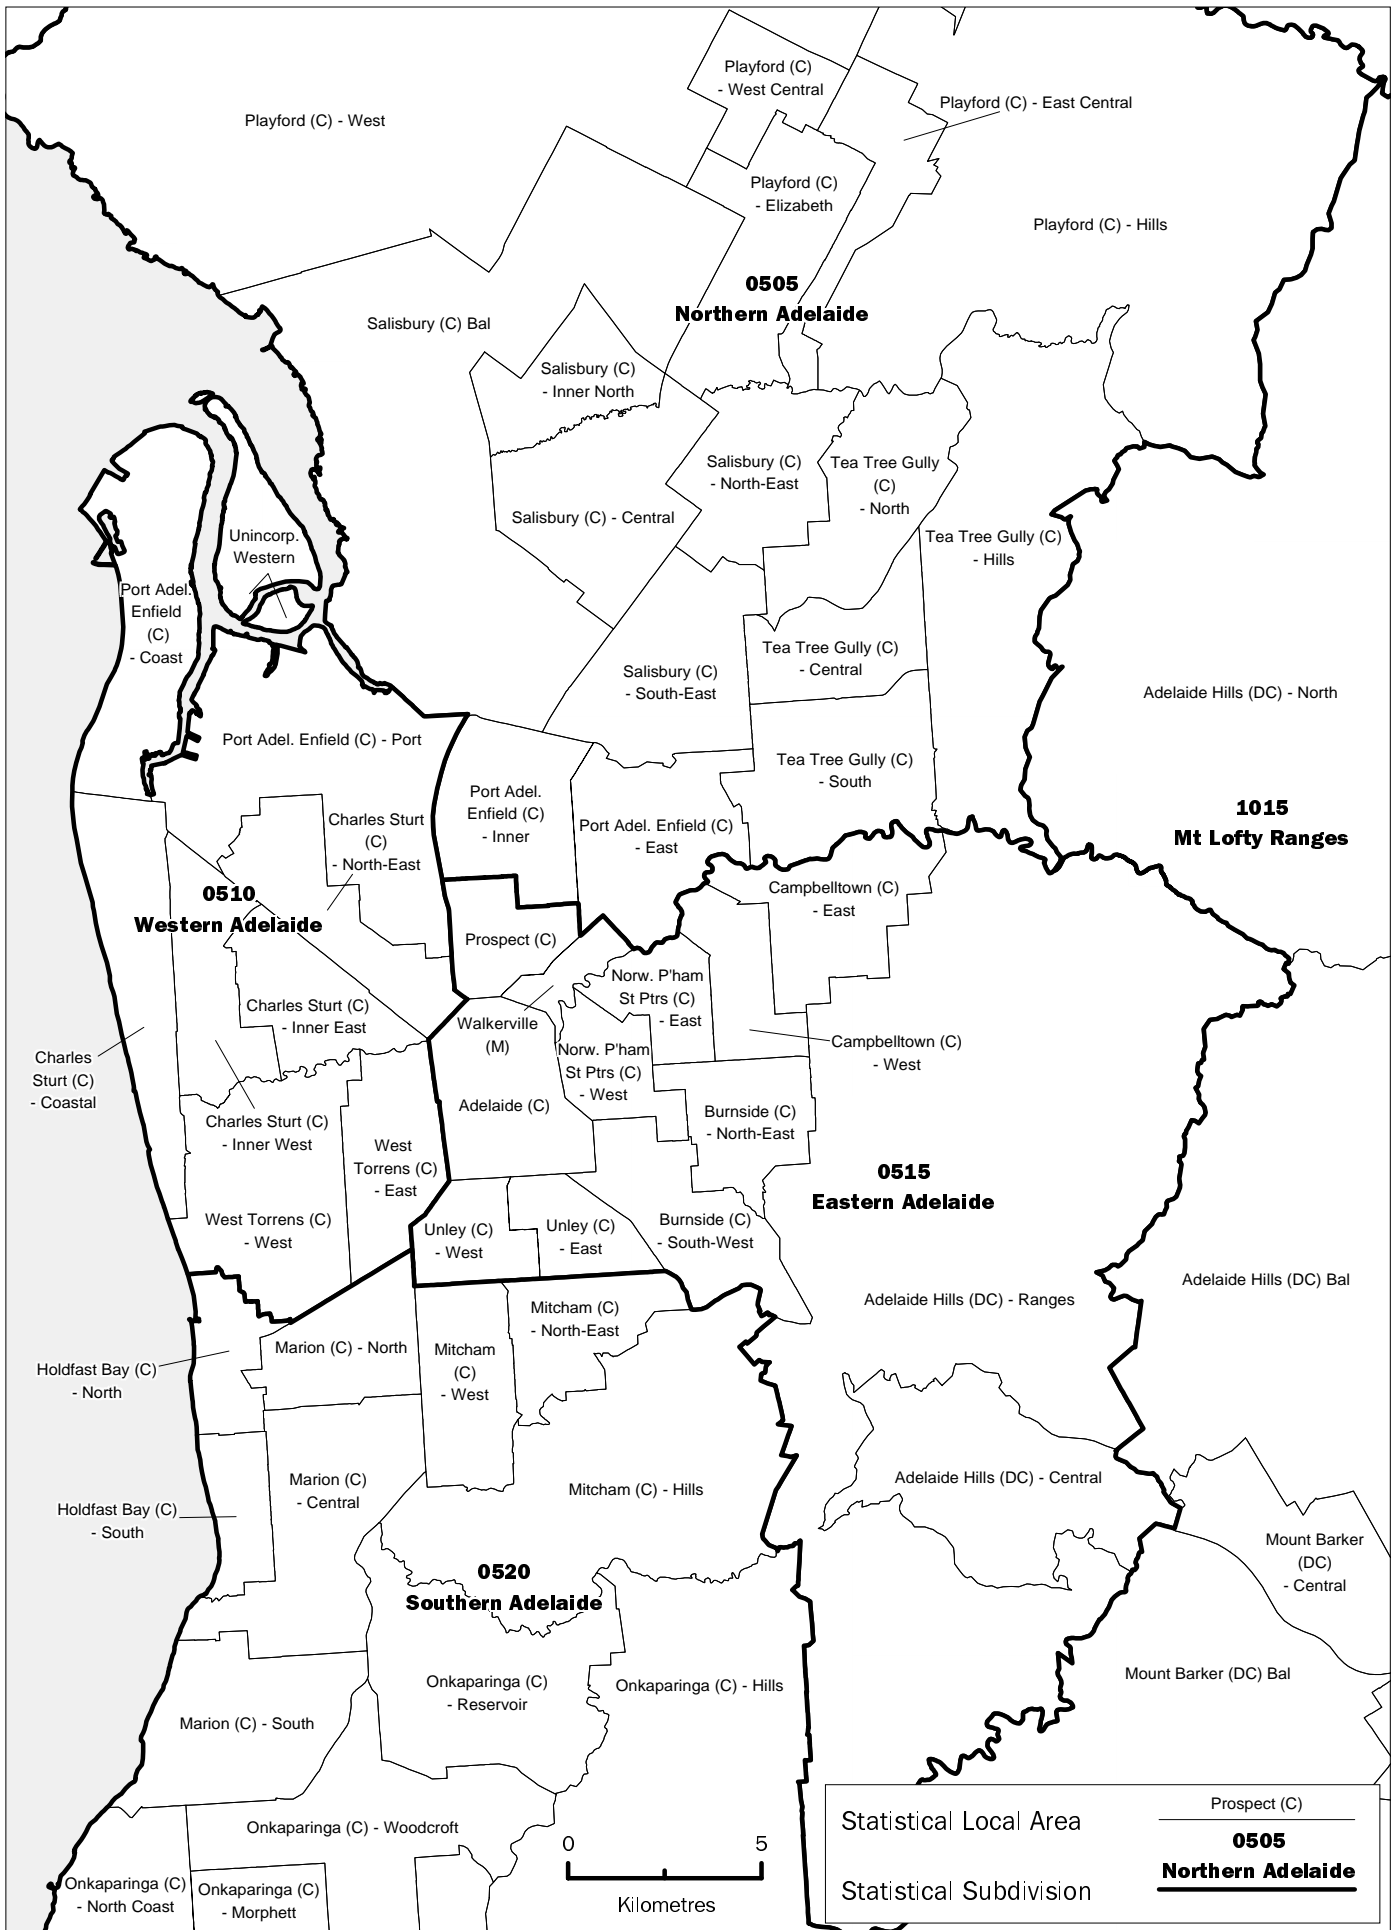 Playford (C)
- West Central
Playford (C) - East Central
Playford (C) - West
Playford (C)
- Elizabeth
Playford (C) - Hills
0505
Northern Adelaide
Salisbury (C) Bal
Salisbury (C)
- Inner North
Salisbury (C)
- North-East
Tea Tree Gully
(C)
- North
Salisbury (C) - Central
Unincorp.
Western
Tea Tree Gully (C)
- Hills
Port Adel.
Enfield
(C)
- Coast
Tea Tree Gully (C)
- Central
Salisbury (C)
- South-East
Adelaide Hills (DC) - North
Port Adel. Enfield (C) - Port
Tea Tree Gully (C)
- South
Port Adel.
Enfield (C)
- Inner
Charles Sturt
(C)
- North-East
Port Adel. Enfield (C)
- East
1015
Mt Lofty Ranges
0510
Western Adelaide
Campbelltown (C)
- East
Prospect (C)
Norw. P'ham
St Ptrs (C)
- East
Charles Sturt (C)
- Inner East
Walkerville
(M)
Campbelltown (C)
- West
Charles
Sturt (C)
- Coastal
Norw. P'ham
St Ptrs (C)
- West
Adelaide (C)
Charles Sturt (C)
- Inner West
Burnside (C)
- North-East
West
Torrens (C)
- East
0515
Eastern Adelaide
West Torrens (C)
- West
Unley (C)
- West
Unley (C)
- East
Burnside (C)
- South-West
Adelaide Hills (DC) Bal
Adelaide Hills (DC) - Ranges
Mitcham (C)
- North-East
Marion (C) - North
Mitcham
(C)
- West
Holdfast Bay (C)
- North
Adelaide Hills (DC) - Central
Marion (C)
- Central
Mitcham (C) - Hills
Holdfast Bay (C)
- South
Mount Barker
(DC)
- Central
0520
Southern Adelaide
Mount Barker (DC) Bal
Onkaparinga (C)
- Reservoir
Onkaparinga (C) - Hills
Marion (C) - South
Onkaparinga (C) - Woodcroft
Onkaparinga (C)
- North Coast
Onkaparinga (C)
- Morphett
0 5
Kilometres
Statistical Local Area
Prospect (C)
0505
Northern Adelaide
Statistical Subdivision